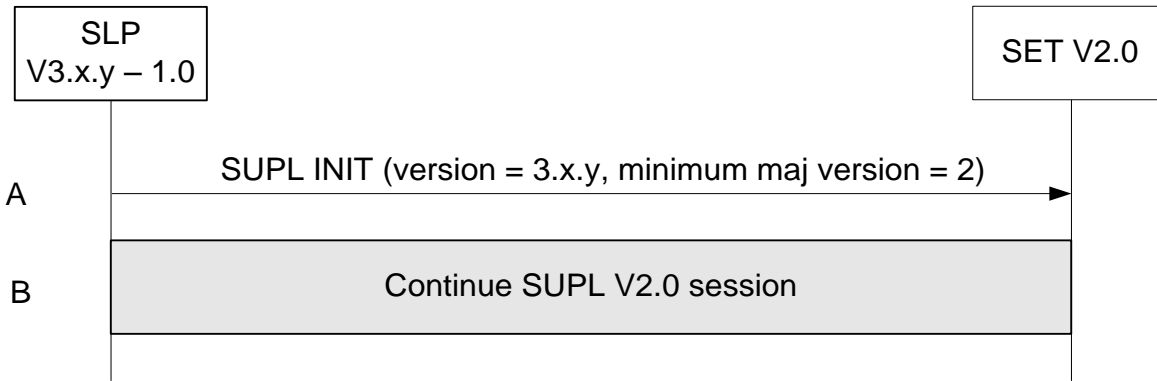 SLP
V3.x.y – 1.0
SET V2.0
SUPL INIT (version = 3.x.y, minimum maj version = 2)
A
Continue SUPL V2.0 session
B